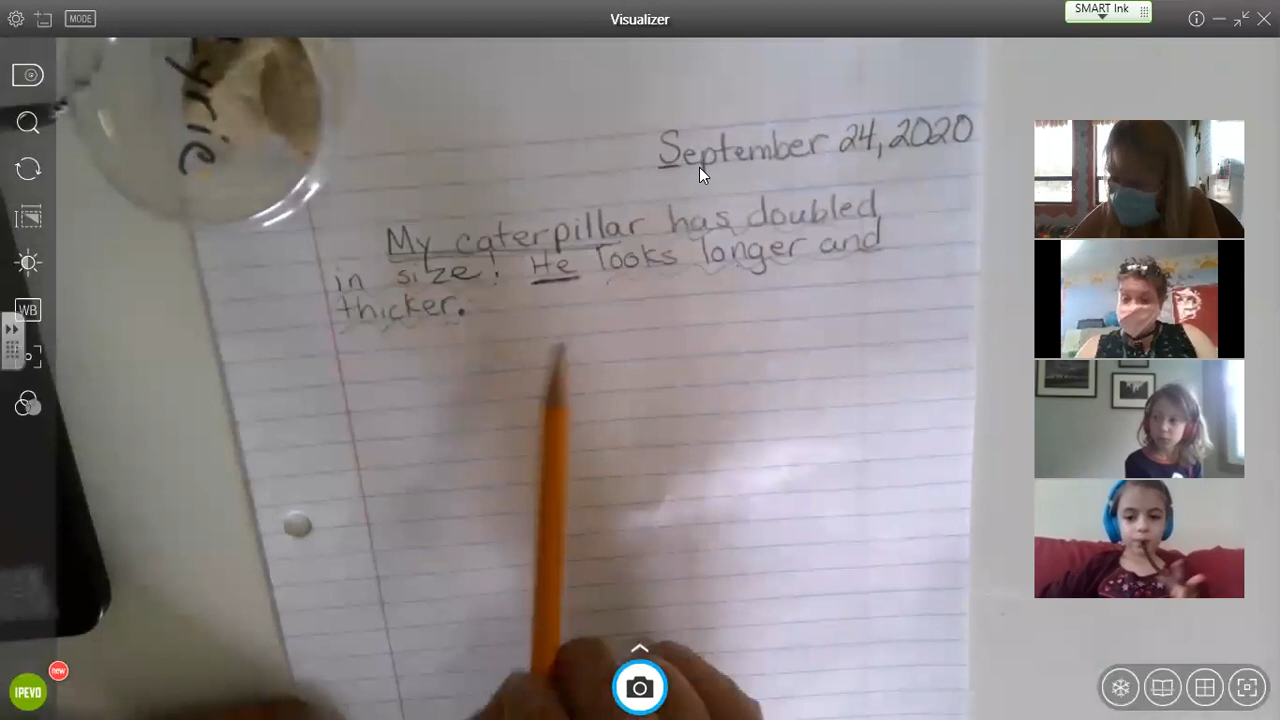 MODE
Visualizer
SMART Ink
yrie
September 24, 2020
My caterpillar has doubled
in size! He looks longer and
thicker.
WB
new
IPEVO